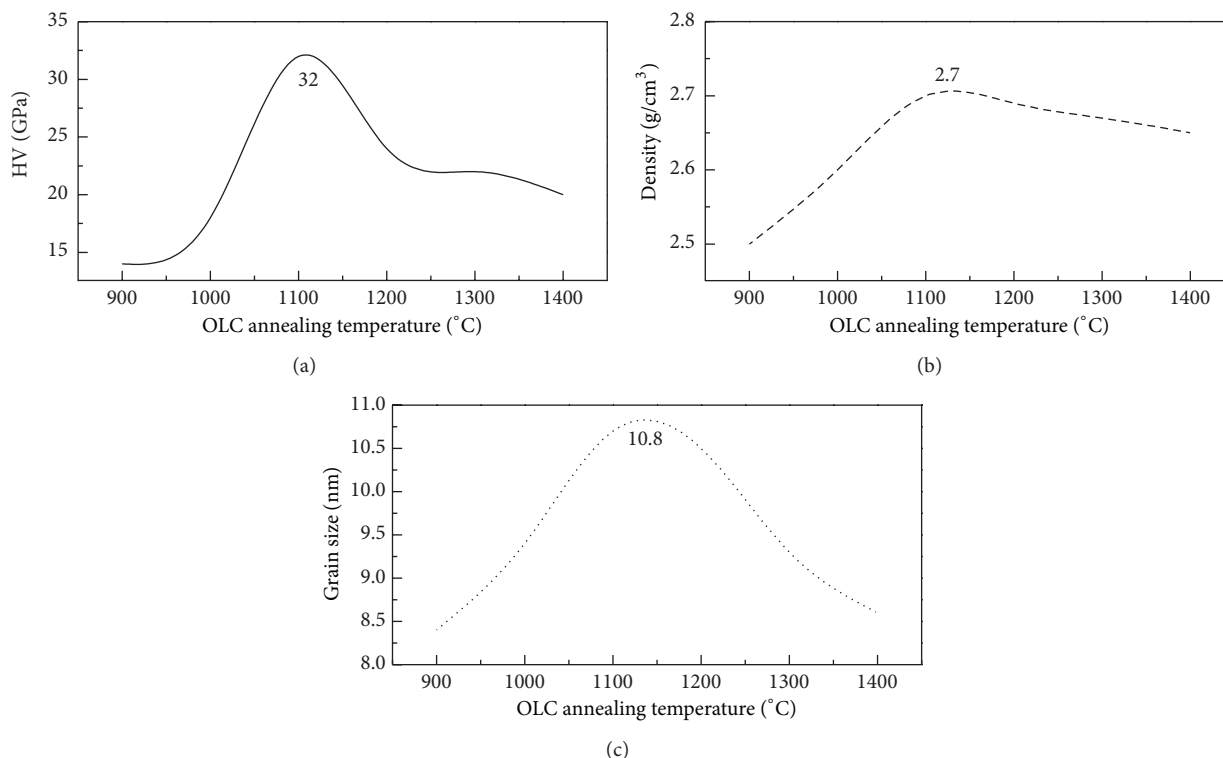 35
30
25
20
15
HV (GPa)
32
900 1000 1100 1200 1300 1400
OLC annealing temperature (°C)
(a)
2.8
2.7
2.6
2.5
Density (g/cm³)
2.7
900 1000 1100 1200 1300 1400
OLC annealing temperature (°C)
(b)
11.0
10.5
10.0
9.5
9.0
8.5
8.0
Grain size (nm)
10.8
900 1000 1100 1200 1300 1400
OLC annealing temperature (°C)
(c)